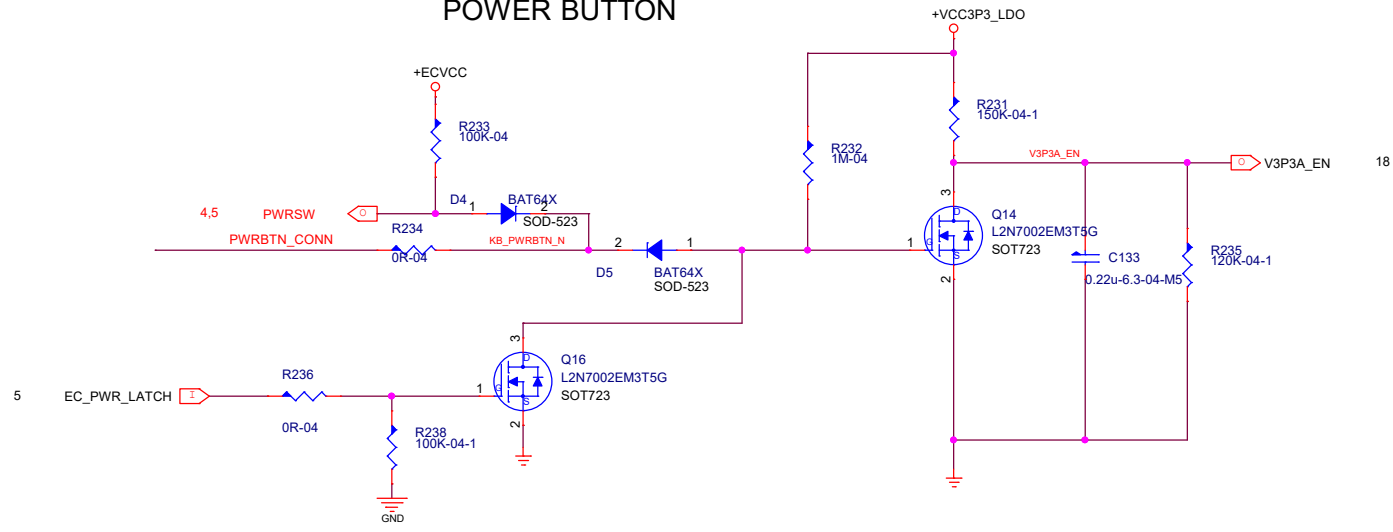 POWER BUTTON
+VCC3P3_LDO
+ECVCC
R233
100K-04
R231
150K-04-1
R232
1M-04
V3P3A_EN
O
V3P3A_EN
18
D4
1
BAT64X
2
SOD-523
4,5
PWRSW
O
3
D
Q14
L2N7002EM3T5G
SOT723
1
G
S
2
PWRBTN_CONN
R234
0R-04
KB_PWRBTN_N
2
1
D5
BAT64X
SOD-523
C133
0.22u-6.3-04-M5
R235
120K-04-1
3
D
Q16
L2N7002EM3T5G
SOT723
1
G
S
2
5
EC_PWR_LATCH
I
R236
0R-04
R238
100K-04-1
GND